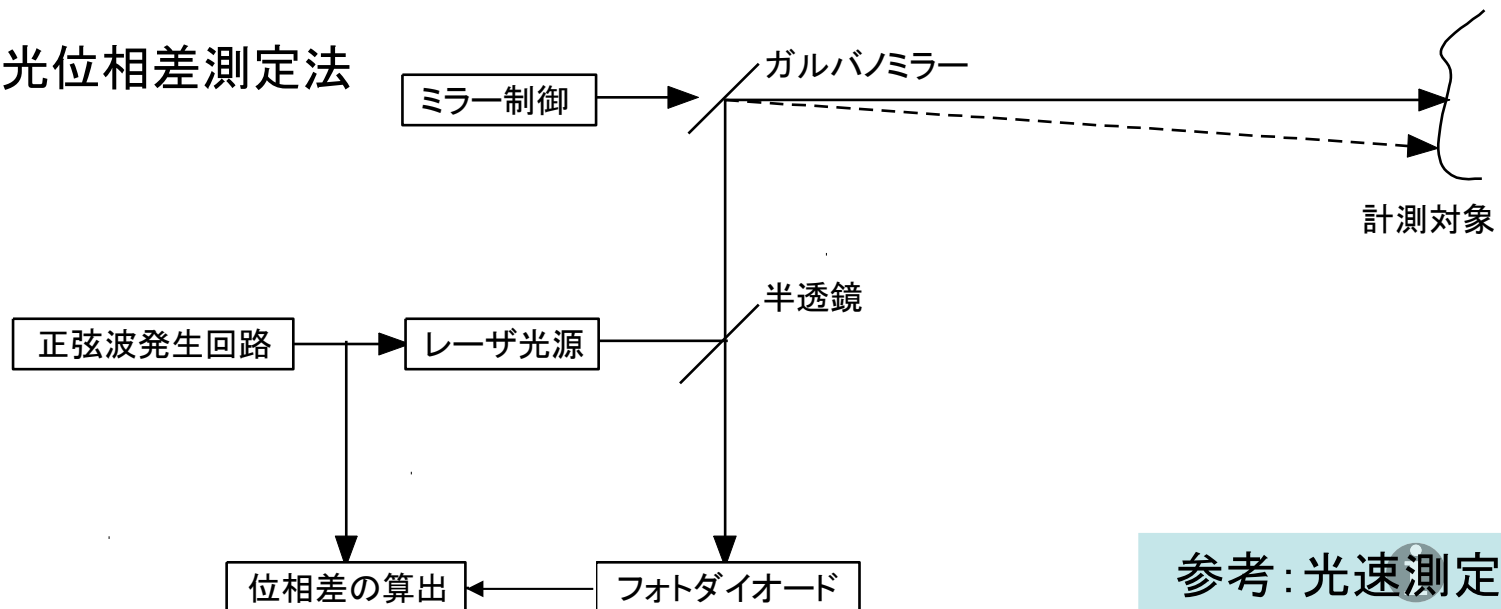 光位相差測定法
ミラー制御
ガルバノミラー
計測対象
半透鏡
正弦波発生回路
レーザ光源
位相差の算出
フォトダイオード
参考:光速測定